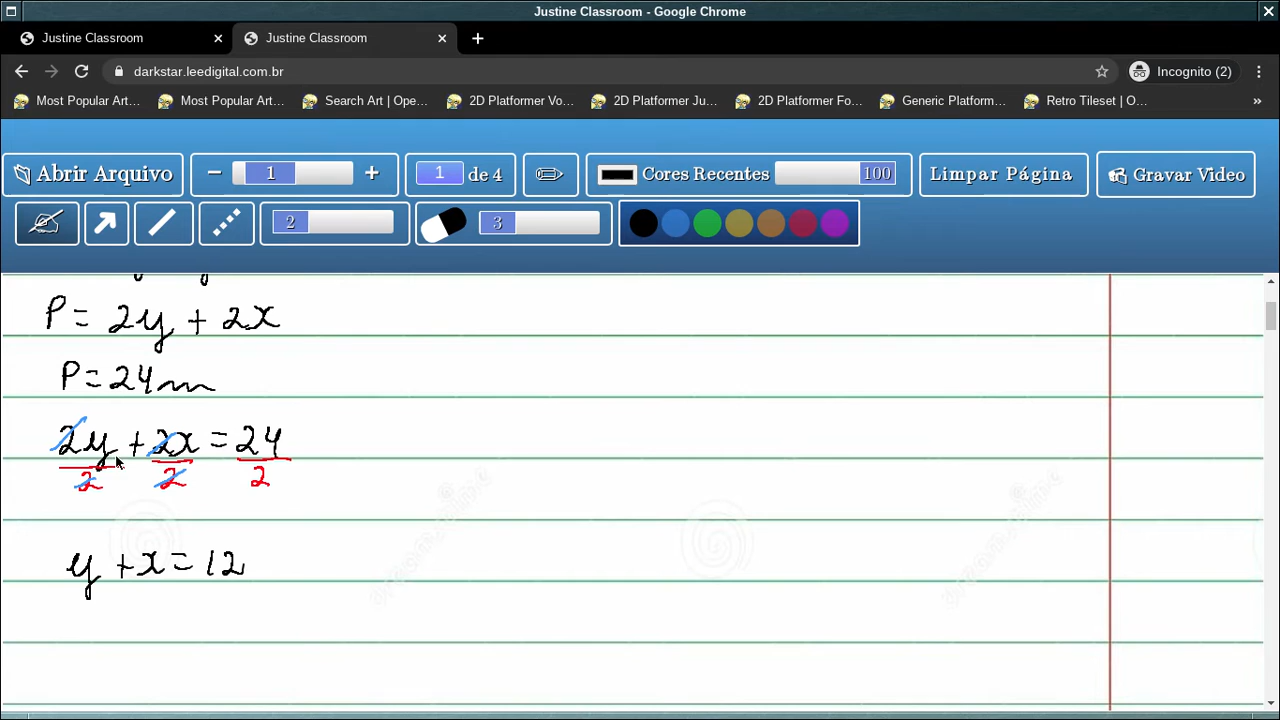 Justine Classroom - Google Chrome
Justine Classroom
Justine Classroom
darkstar.leedigital.com.br
Incognito (2)
Most Popular Art...
Most Popular Art...
Search Art | Ope...
2D Platformer Vo...
2D Platformer Ju...
2D Platformer Fo...
Generic Platform...
Retro Tileset | O...
»
Abrir Arquivo
− 1 +
1 de 4
Cores Recentes
100
Limpar Página
Gravar Video
2
3
P = 2y + 2x
P = 24m
2y + 2x = 24
2 2 2
y + x = 12